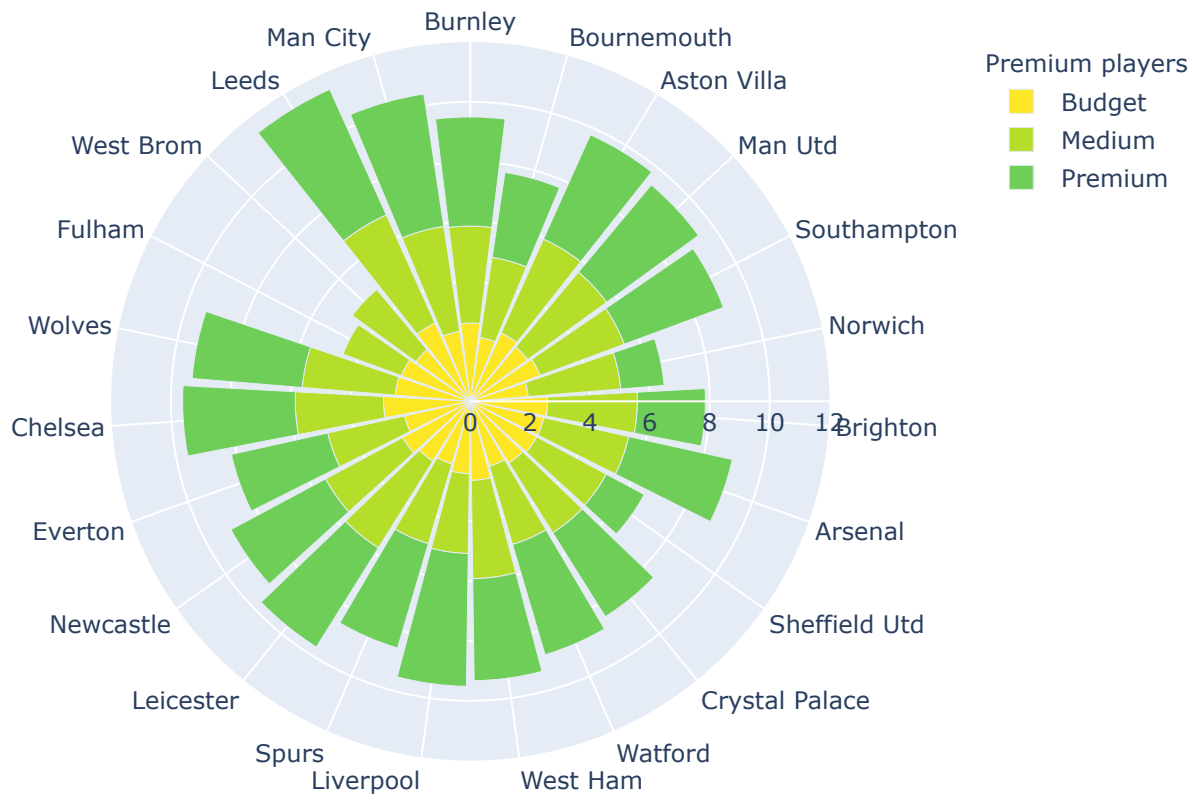 Burnley
Man City
Bournemouth
Leeds
Aston Villa
West Brom
Man Utd
Fulham
Southampton
Wolves
Norwich
Chelsea
0 2 4 6 8 10 12
Brighton
Everton
Arsenal
Newcastle
Sheffield Utd
Leicester
Crystal Palace
Spurs
Watford
Liverpool
West Ham
Premium players
Budget
Medium
Premium